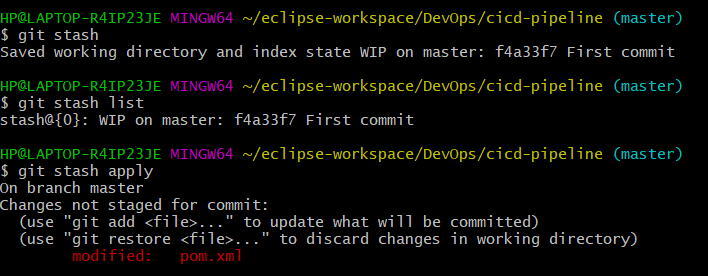 HP@LAPTOP-R4IP23JE MINGW64 ~/eclipse-workspace/DevOps/cicd-pipeline (master)
$ git stash
Saved working directory and index state WIP on master: f4a33f7 First commit
HP@LAPTOP-R4IP23JE MINGW64 ~/eclipse-workspace/DevOps/cicd-pipeline (master)
$ git stash list
stash@{0}: WIP on master: f4a33f7 First commit
HP@LAPTOP-R4IP23JE MINGW64 ~/eclipse-workspace/DevOps/cicd-pipeline (master)
$ git stash apply
On branch master
Changes not staged for commit:
  (use "git add <file>..." to update what will be committed)
  (use "git restore <file>..." to discard changes in working directory)
        modified:   pom.xml